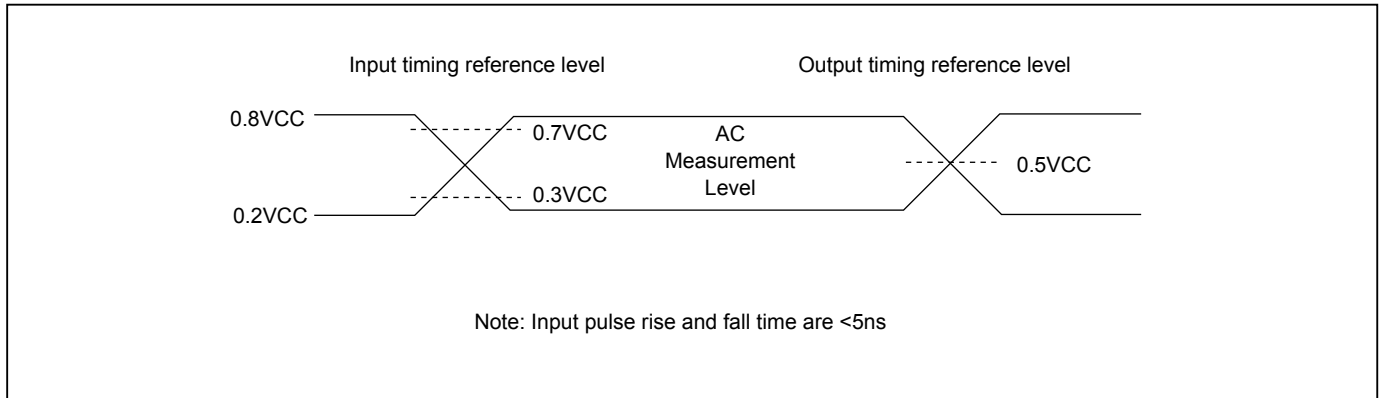 Input timing reference level
Output timing reference level
0.8VCC
0.7VCC
AC
Measurement
Level
0.5VCC
0.3VCC
0.2VCC
Note: Input pulse rise and fall time are <5ns